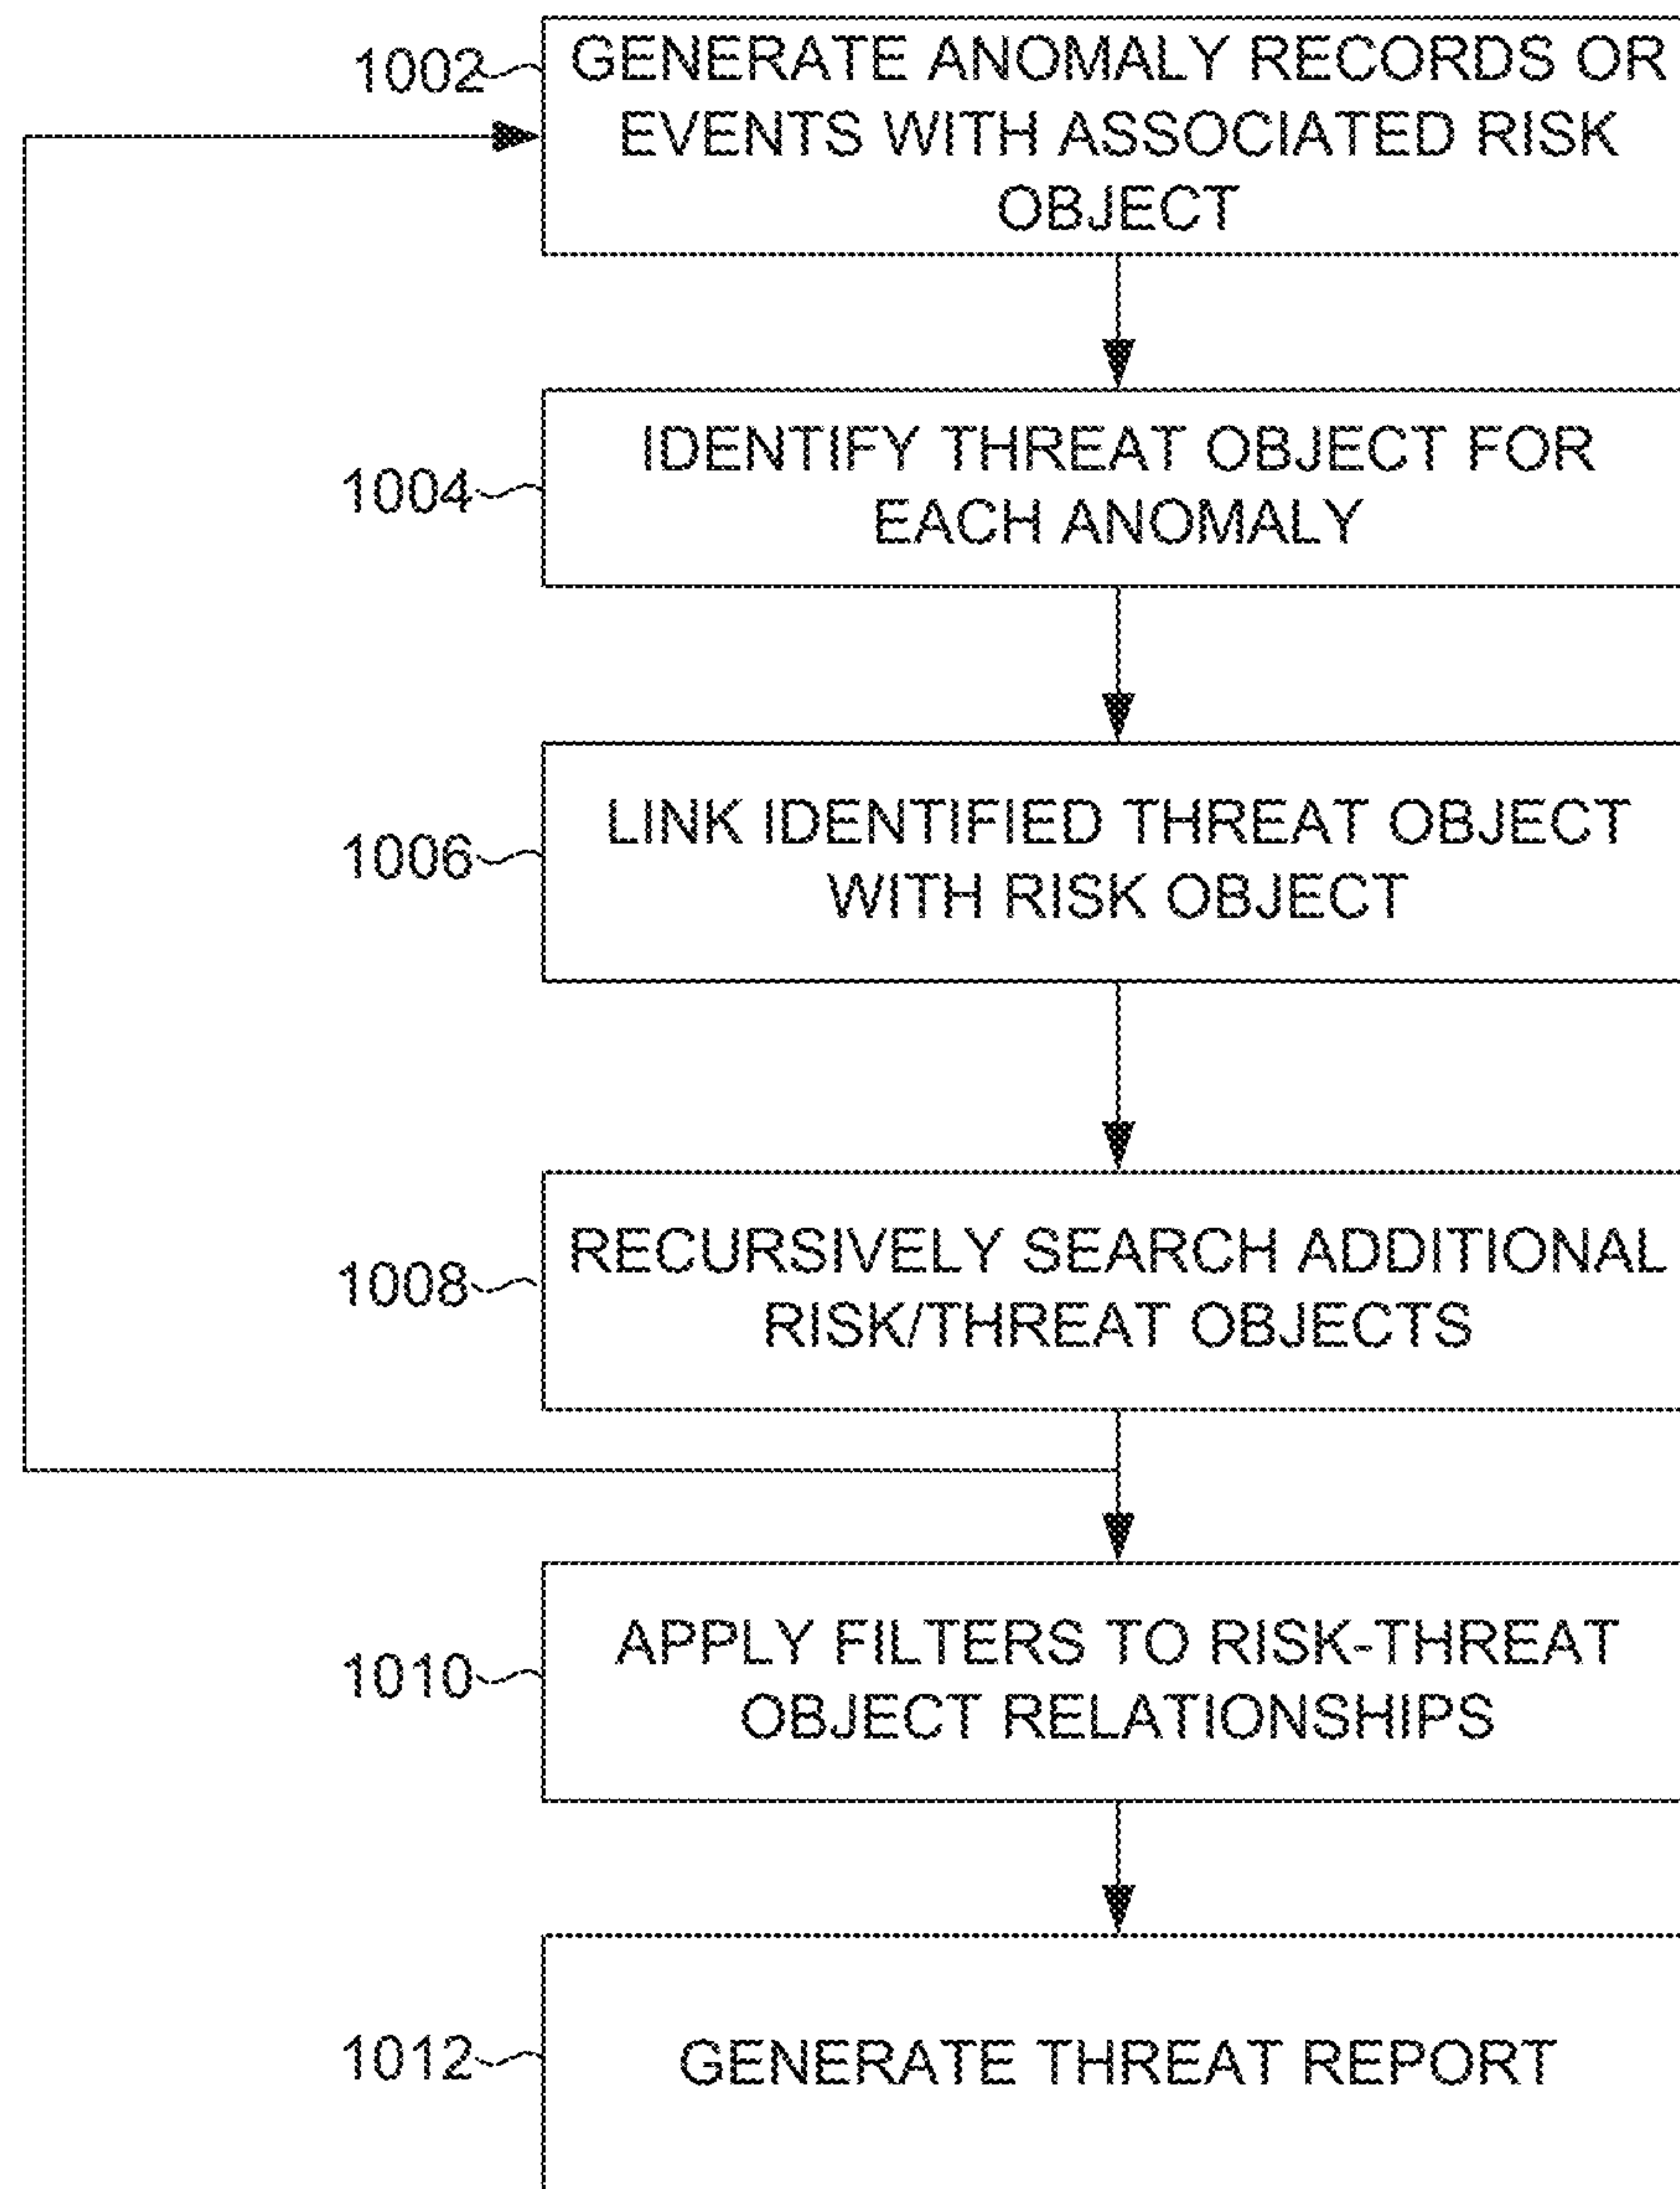 1002
GENERATE ANOMALY RECORDS OR
EVENTS WITH ASSOCIATED RISK
OBJECT
1004
IDENTIFY THREAT OBJECT FOR
EACH ANOMALY
1006
LINK IDENTIFIED THREAT OBJECT
WITH RISK OBJECT
1008
RECURSIVELY SEARCH ADDITIONAL
RISK/THREAT OBJECTS
1010
APPLY FILTERS TO RISK-THREAT
OBJECT RELATIONSHIPS
1012
GENERATE THREAT REPORT